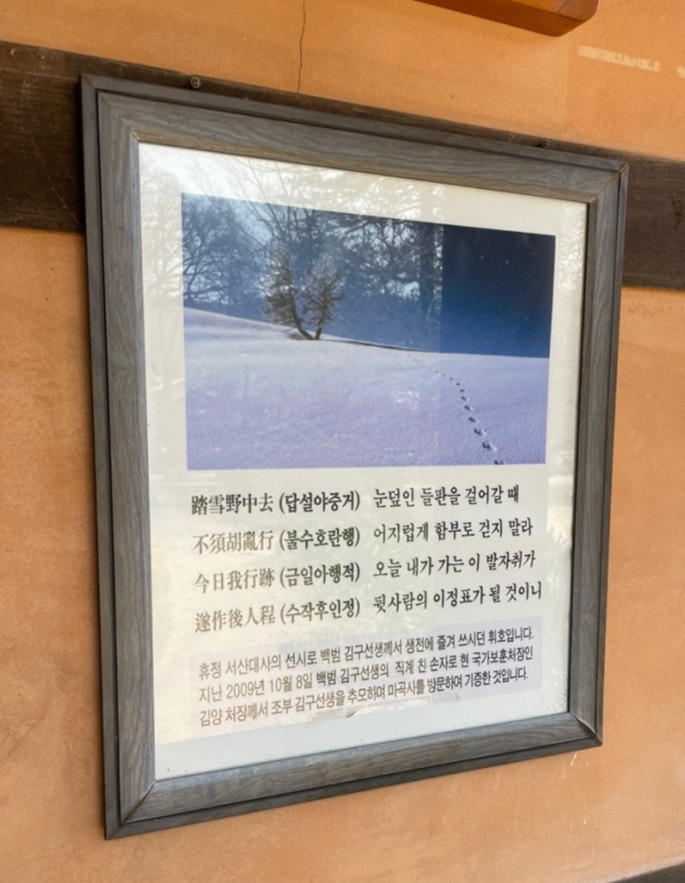 踏雪野中去 (답설야중거) 눈덮인 들판을 걸어갈 때
不須胡亂行 (불수호란행) 어지럽게 함부로 걷지 말라
今日我行跡 (금일아행적) 오늘 내가 가는 이 발자취가
遂作後人程 (수작후인정) 뒷사람의 이정표가 될 것이니
휴정 서산대사의 선시로 백범 김구선생께서 생전에 즐겨 쓰시던 휘호입니다.
지난 2009년 10월 8일 백범 김구선생의 직계 친 손자로 현 국가보훈처장인
김양 처장께서 조부 김구선생을 추모하며 마곡사를 방문하여 기증한 것입니다.